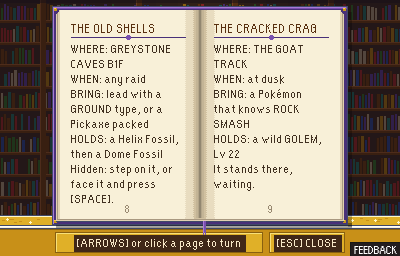 THE OLD SHELLS
WHERE: GREYSTONE
CAVES B1F
WHEN: any raid
BRING: lead with a
GROUND type, or a
Pickaxe packed
HOLDS: a Helix Fossil,
then a Dome Fossil
Hidden: step on it, or
face it and press
[SPACE].
8
THE CRACKED CRAG
WHERE: THE GOAT
TRACK
WHEN: at dusk
BRING: a Pokémon
that knows ROCK
SMASH
HOLDS: a wild GOLEM,
Lv 22
It stands there,
waiting.
9
[ARROWS] or click a page to turn
[ESC] CLOSE
FEEDBACK